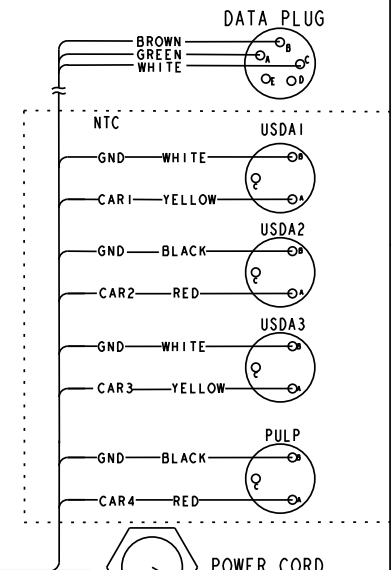 DATA PLUG
BROWN B
GREEN A
WHITE C
E D
NTC
USDA1
GND WHITE B
C
CAR1 YELLOW A
USDA2
GND BLACK B
C
CAR2 RED A
USDA3
GND WHITE B
C
CAR3 YELLOW A
PULP
GND BLACK B
C
CAR4 RED A
POWER CORD